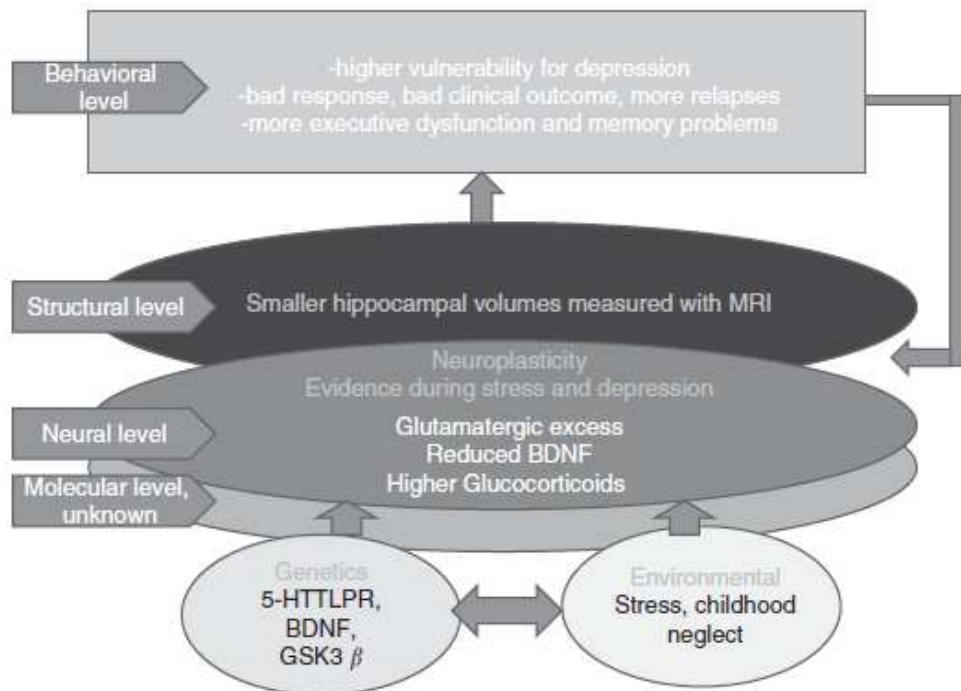 Behavioral
level
-higher vulnerability for depression
-bad response, bad clinical outcome, more relapses
-more executive dysfunction and memory problems
Structural level
Smaller hippocampal volumes measured with MRI
Neuroplasticity
Evidence during stress and depression
Neural level
Glutamatergic excess
Reduced BDNF
Higher Glucocorticoids
Molecular level,
unknown
Genetics
5-HTTLPR,
BDNF,
GSK3 β
Environmental
Stress, childhood
neglect